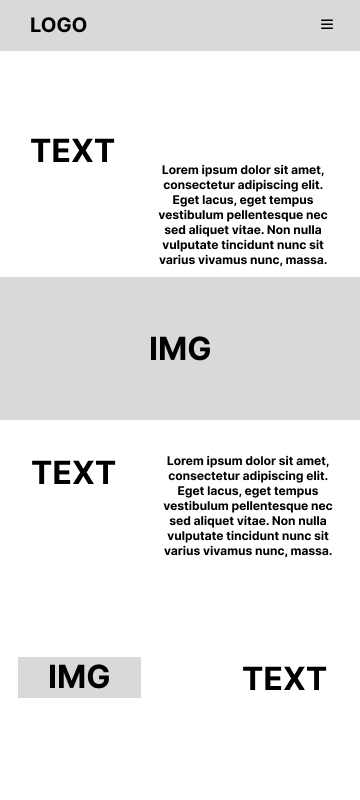 LOGO
TEXT
Lorem ipsum dolor sit amet,
consectetur adipiscing elit.
Eget lacus, eget tempus
vestibulum pellentesque nec
sed aliquet vitae. Non nulla
vulputate tincidunt nunc sit
varius vivamus nunc, massa.
IMG
TEXT
Lorem ipsum dolor sit amet,
consectetur adipiscing elit.
Eget lacus, eget tempus
vestibulum pellentesque nec
sed aliquet vitae. Non nulla
vulputate tincidunt nunc sit
varius vivamus nunc, massa.
IMG
TEXT